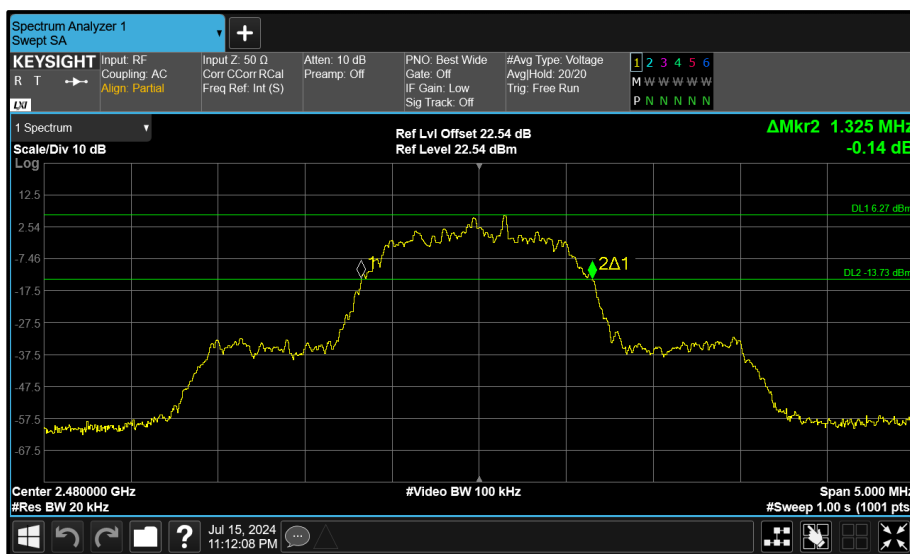 Spectrum Analyzer 1
Swept SA
+
KEYSIGHT
R T
LXI
Input: RF
Coupling: AC
Align: Partial
Input Z: 50 Ω
Corr CCorr RCal
Freq Ref: Int (S)
Atten: 10 dB
Preamp: Off
PNO: Best Wide
Gate: Off
IF Gain: Low
Sig Track: Off
#Avg Type: Voltage
Avg|Hold: 20/20
Trig: Free Run
1 2 3 4 5 6
M W W W W W
P N N N N N
1 Spectrum
Scale/Div 10 dB
Log
Ref Lvl Offset 22.54 dB
Ref Level 22.54 dBm
ΔMkr2 1.325 MHz
-0.14 dB
12.5
2.54
-7.46
-17.5
-27.5
-37.5
-47.5
-57.5
-67.5
DL1 6.27 dBm
1
2Δ1
DL2 -13.73 dBm
Center 2.480000 GHz
#Res BW 20 kHz
#Video BW 100 kHz
Span 5.000 MHz
#Sweep 1.00 s (1001 pts
?
Jul 15, 2024
11:12:08 PM